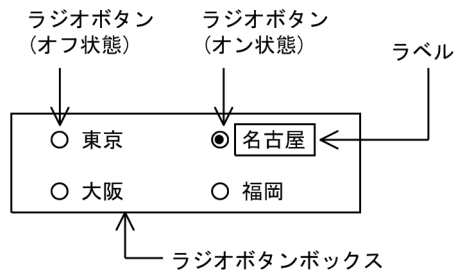 ラジオボタン
(オフ状態)
ラジオボタン
(オン状態)
ラベル
東京
名古屋
大阪
福岡
ラジオボタンボックス